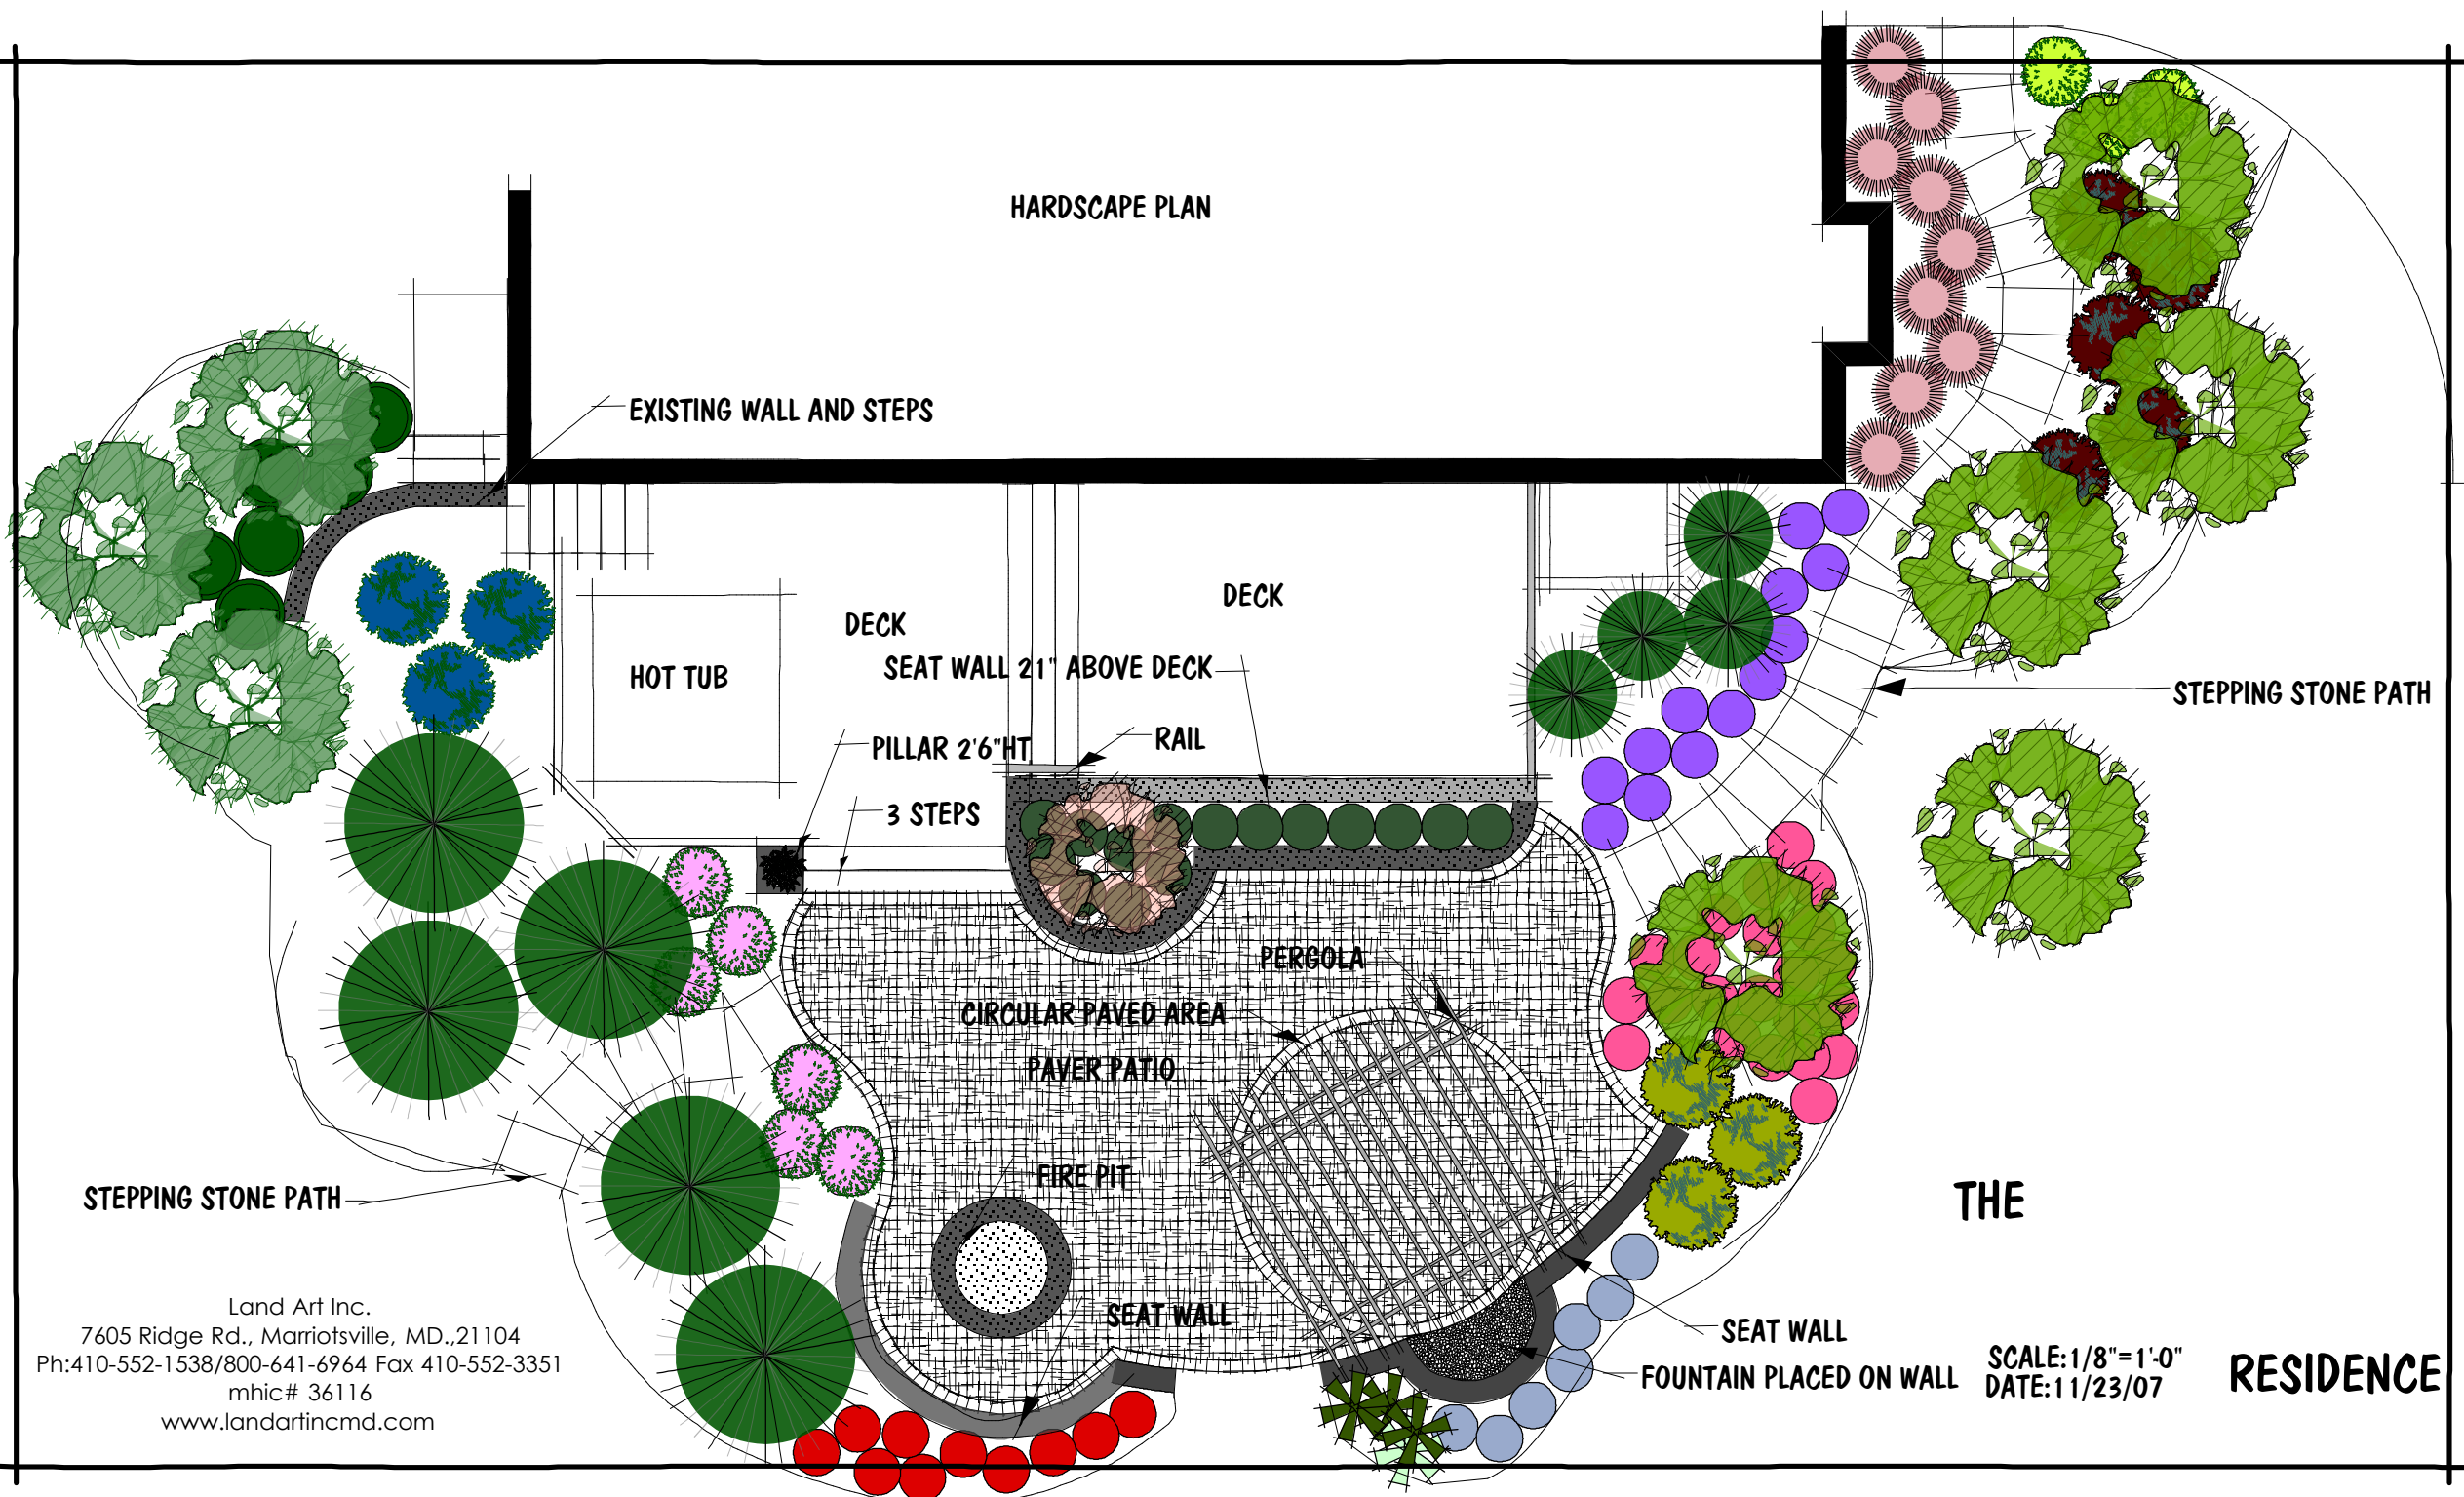 HARDSCAPE PLAN
EXISTING WALL AND STEPS
DECK
DECK
HOT TUB
SEAT WALL 21" ABOVE DECK
STEPPING STONE PATH
RAIL
PILLAR 2'6"HT
3 STEPS
PERGOLA
CIRCULAR PAVED AREA
PAVER PATIO
FIRE PIT
STEPPING STONE PATH
THE
SEAT WALL
SEAT WALL
FOUNTAIN PLACED ON WALL
SCALE:1/8"=1'-0"
DATE:11/23/07
RESIDENCE
Land Art Inc.
7605 Ridge Rd., Marriotsville, MD.,21104
Ph:410-552-1538/800-641-6964 Fax 410-552-3351
mhic# 36116
www.landartincmd.com